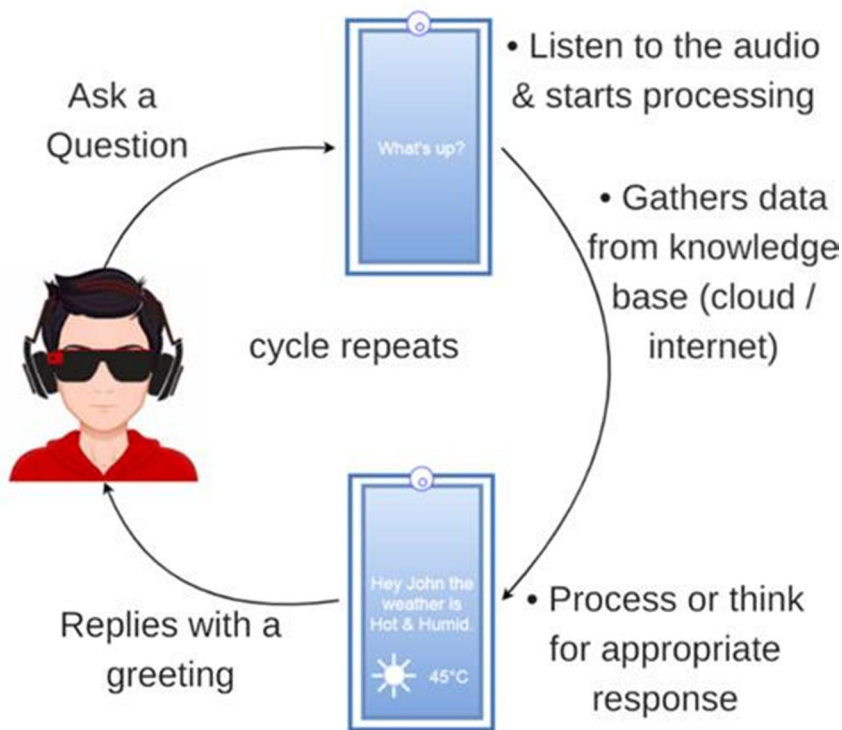 Ask a
Question
What's up?
• Listen to the audio
& starts processing
• Gathers data
from knowledge
base (cloud /
internet)
cycle repeats
Hey John the
weather is
Hot & Humid.
45°C
• Process or think
for appropriate
response
Replies with a
greeting